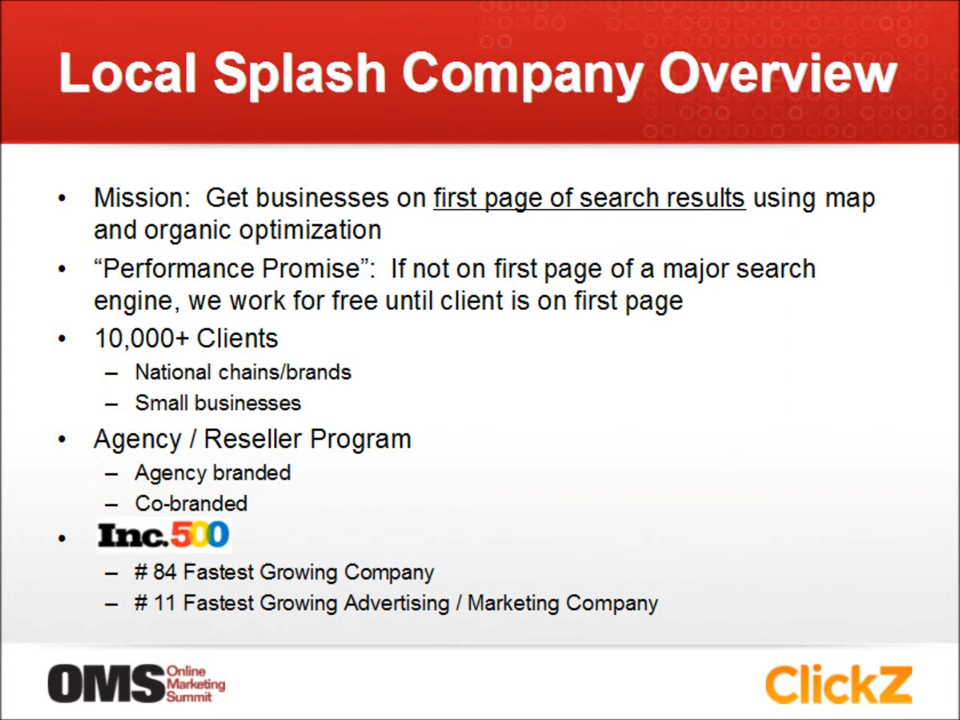 Local Splash Company Overview
• Mission:  Get businesses on first page of search results using map
and organic optimization
• “Performance Promise”:  If not on first page of a major search
engine, we work for free until client is on first page
• 10,000+ Clients
– National chains/brands
– Small businesses
• Agency / Reseller Program
– Agency branded
– Co-branded
• Inc.500
– # 84 Fastest Growing Company
– # 11 Fastest Growing Advertising / Marketing Company
OMS Online
Marketing
Summit
ClickZ